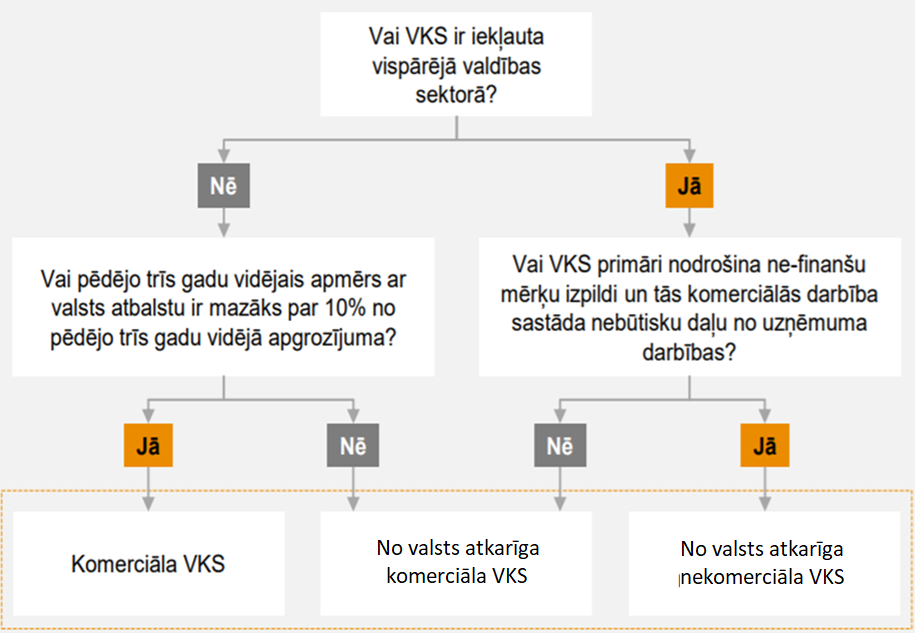 Vai VKS ir iekļauta
vispārējā valdības
sektorā?
Nē
Jā
Vai pēdējo trīs gadu vidējais apmērs ar
valsts atbalstu ir mazāks par 10% no
pēdējo trīs gadu vidējā apgrozījuma?
Vai VKS primāri nodrošina ne-finanšu
mērķu izpildi un tās komerciālās darbība
sastāda nebūtisku daļu no uzņēmuma
darbības?
Jā
Nē
Nē
Jā
Komerciāla VKS
No valsts atkarīga
komerciāla VKS
No valsts atkarīga
nekomerciāla VKS